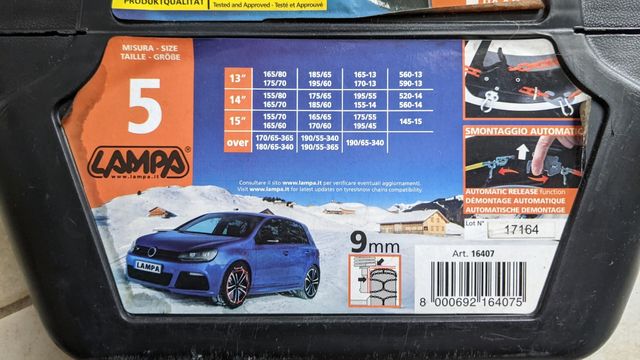 PRODUKTQUALITÄT
Tested and Approved - Testé et Approuvé
MISURA - SIZE
TAILLE - GRÖßE
5
LAMPA®
www.lampa.it
13" 165/80 185/65 165-13 560-13
175/70 195/60 170-13 590-13
14" 155/80 175/65 195/55 520-14
165/70 185/60 155-14 560-14
15" 155/70 165/65 175/55 145-15
165/60 170/60 195/45
over 170/65-365 190/55-340 190/65-340
180/65-340 190/55-365
Consultare il sito www.lampa.it per verificare eventuali aggiornamenti.
Visit www.lampa.it for latest updates on tyres/snow chains compatibility.
SMONTAGGIO AUTOMATIC
AUTOMATIC RELEASE function
DÉMONTAGE AUTOMATIQUE
AUTOMATISCHE DEMONTAGE
Lot N° 17164
LAMPA
9mm
Art. 16407
8 000692 164075